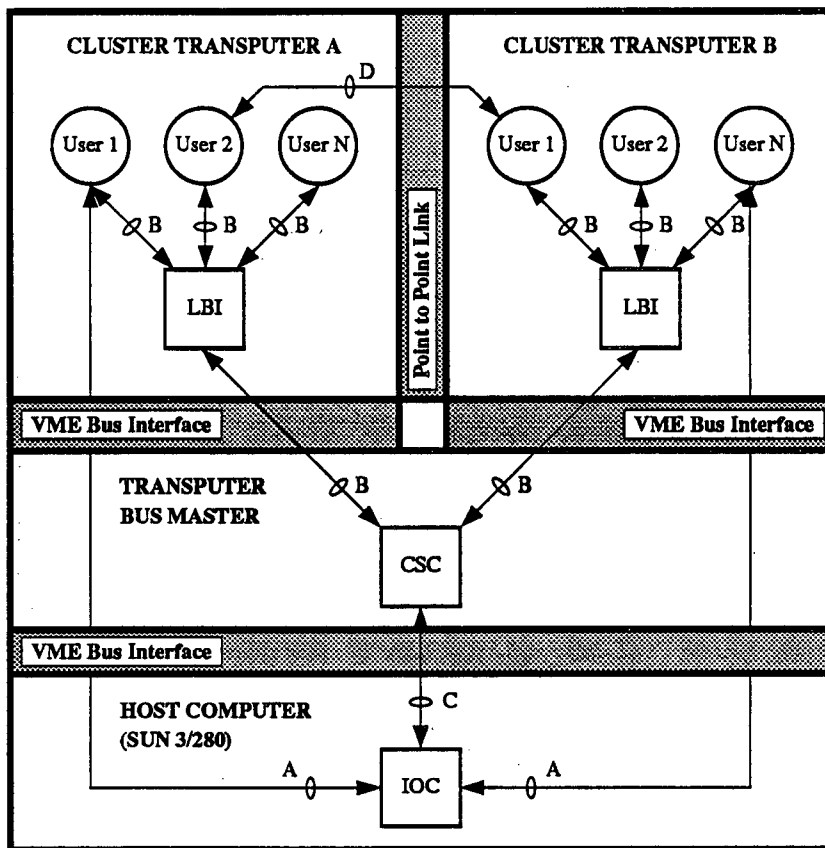 CLUSTER TRANSPUTER A
CLUSTER TRANSPUTER B
D
User 1
User 2
User N
User 1
User 2
User N
B
B
B
B
B
B
LBI
LBI
Point to Point Link
VME Bus Interface
VME Bus Interface
TRANSPUTER
BUS MASTER
B
B
CSC
VME Bus Interface
HOST COMPUTER
(SUN 3/280)
C
A
A
IOC